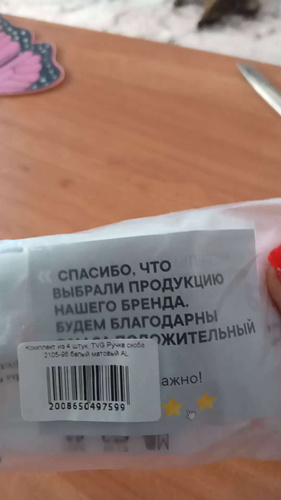 “ СПАСИБО, ЧТО
ВЫБРАЛИ ПРОДУКЦИЮ
НАШЕГО БРЕНДА.
БУДЕМ БЛАГОДАРНЫ
ПОЛОЖИТЕЛЬНЫЙ
Комплект из 4 штук. TVG Ручка скоба
2105-96 белый матовый AL
2008650497599
важно!